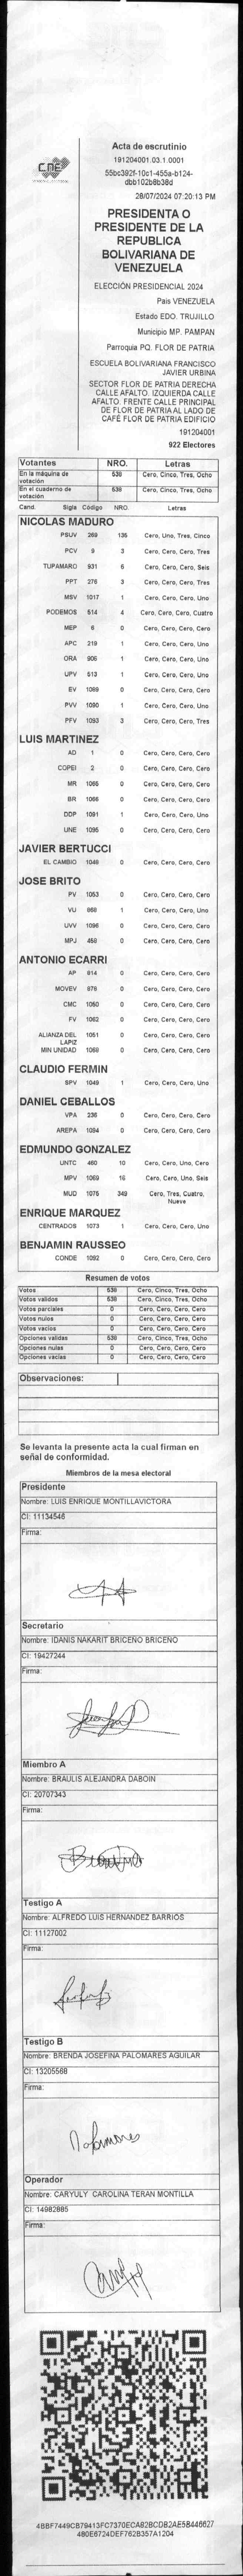 CNE
Acta de escrutinio
191204001.03.1.0001
55bc392f-10c1-455a-b124-
dbb102b8b38d
28/07/2024 07:20:13 PM
PRESIDENTA O
PRESIDENTE DE LA
REPUBLICA
BOLIVARIANA DE
VENEZUELA
ELECCIÓN PRESIDENCIAL 2024
Pais VENEZUELA
Estado EDO. TRUJILLO
Municipio MP. PAMPAN
Parroquia PQ. FLOR DE PATRIA
ESCUELA BOLIVARIANA FRANCISCO
JAVIER URBINA
SECTOR FLOR DE PATRIA DERECHA
CALLE AFALTO. IZQUIERDA CALLE
AFALTO. FRENTE CALLE PRINCIPAL
DE FLOR DE PATRIA AL LADO DE
CAFÉ FLOR DE PATRIA EDIFICIO
191204001
922 Electores
Votantes NRO. Letras
En la máquina de votación 538 Cero, Cinco, Tres, Ocho
En el cuaderno de votación 538 Cero, Cinco, Tres, Ocho
Cand. Sigla Código NRO. Letras
NICOLAS MADURO
PSUV 269 135 Cero, Uno, Tres, Cinco
PCV 9 3 Cero, Cero, Cero, Tres
TUPAMARO 931 6 Cero, Cero, Cero, Seis
PPT 276 3 Cero, Cero, Cero, Tres
MSV 1017 1 Cero, Cero, Cero, Uno
PODEMOS 514 4 Cero, Cero, Cero, Cuatro
MEP 6 0 Cero, Cero, Cero, Cero
APC 219 1 Cero, Cero, Cero, Uno
ORA 906 1 Cero, Cero, Cero, Uno
UPV 513 1 Cero, Cero, Cero, Uno
EV 1089 0 Cero, Cero, Cero, Cero
PVV 1090 1 Cero, Cero, Cero, Uno
PFV 1093 3 Cero, Cero, Cero, Tres
LUIS MARTINEZ
AD 1 0 Cero, Cero, Cero, Cero
COPEI 2 0 Cero, Cero, Cero, Cero
MR 1065 0 Cero, Cero, Cero, Cero
BR 1066 0 Cero, Cero, Cero, Cero
DDP 1091 1 Cero, Cero, Cero, Uno
UNE 1095 0 Cero, Cero, Cero, Cero
JAVIER BERTUCCI
EL CAMBIO 1048 0 Cero, Cero, Cero, Cero
JOSE BRITO
PV 1053 0 Cero, Cero, Cero, Cero
VU 868 1 Cero, Cero, Cero, Uno
UVV 1096 0 Cero, Cero, Cero, Cero
MPJ 458 0 Cero, Cero, Cero, Cero
ANTONIO ECARRI
AP 914 0 Cero, Cero, Cero, Cero
MOVEV 878 0 Cero, Cero, Cero, Cero
CMC 1050 0 Cero, Cero, Cero, Cero
FV 1062 0 Cero, Cero, Cero, Cero
ALIANZA DEL LAPIZ 1051 0 Cero, Cero, Cero, Cero
MIN UNIDAD 1068 0 Cero, Cero, Cero, Cero
CLAUDIO FERMIN
SPV 1049 1 Cero, Cero, Cero, Uno
DANIEL CEBALLOS
VPA 236 0 Cero, Cero, Cero, Cero
AREPA 1094 0 Cero, Cero, Cero, Cero
EDMUNDO GONZALEZ
UNTC 460 10 Cero, Cero, Uno, Cero
MPV 1069 16 Cero, Cero, Uno, Seis
MUD 1075 349 Cero, Tres, Cuatro, Nueve
ENRIQUE MARQUEZ
CENTRADOS 1073 1 Cero, Cero, Cero, Uno
BENJAMIN RAUSSEO
CONDE 1092 0 Cero, Cero, Cero, Cero
Resumen de votos
Votos 538 Cero, Cinco, Tres, Ocho
Votos validos 538 Cero, Cinco, Tres, Ocho
Votos parciales 0 Cero, Cero, Cero, Cero
Votos nulos 0 Cero, Cero, Cero, Cero
Votos vacios 0 Cero, Cero, Cero, Cero
Opciones validas 538 Cero, Cinco, Tres, Ocho
Opciones nulas 0 Cero, Cero, Cero, Cero
Opciones vacias 0 Cero, Cero, Cero, Cero
Observaciones:
Se levanta la presente acta la cual firman en
señal de conformidad.
Miembros de la mesa electoral
Presidente
Nombre: LUIS ENRIQUE MONTILLAVICTORA
CI: 11134546
Firma:
Secretario
Nombre: IDANIS NAKARIT BRICEÑO BRICEÑO
CI: 19427244
Firma:
Miembro A
Nombre: BRAULIS ALEJANDRA DABOIN
CI: 20707343
Firma:
Testigo A
Nombre: ALFREDO LUIS HERNANDEZ BARRIOS
CI: 11127002
Firma:
Testigo B
Nombre: BRENDA JOSEFINA PALOMARES AGUILAR
CI: 13205568
Firma:
Palomares
Operador
Nombre: CARYULY CAROLINA TERAN MONTILLA
CI: 14982885
Firma:
4BBF7449CB79413FC7370ECA82BCDB2AE5B446627
4B0E6724DEF762B357A1204